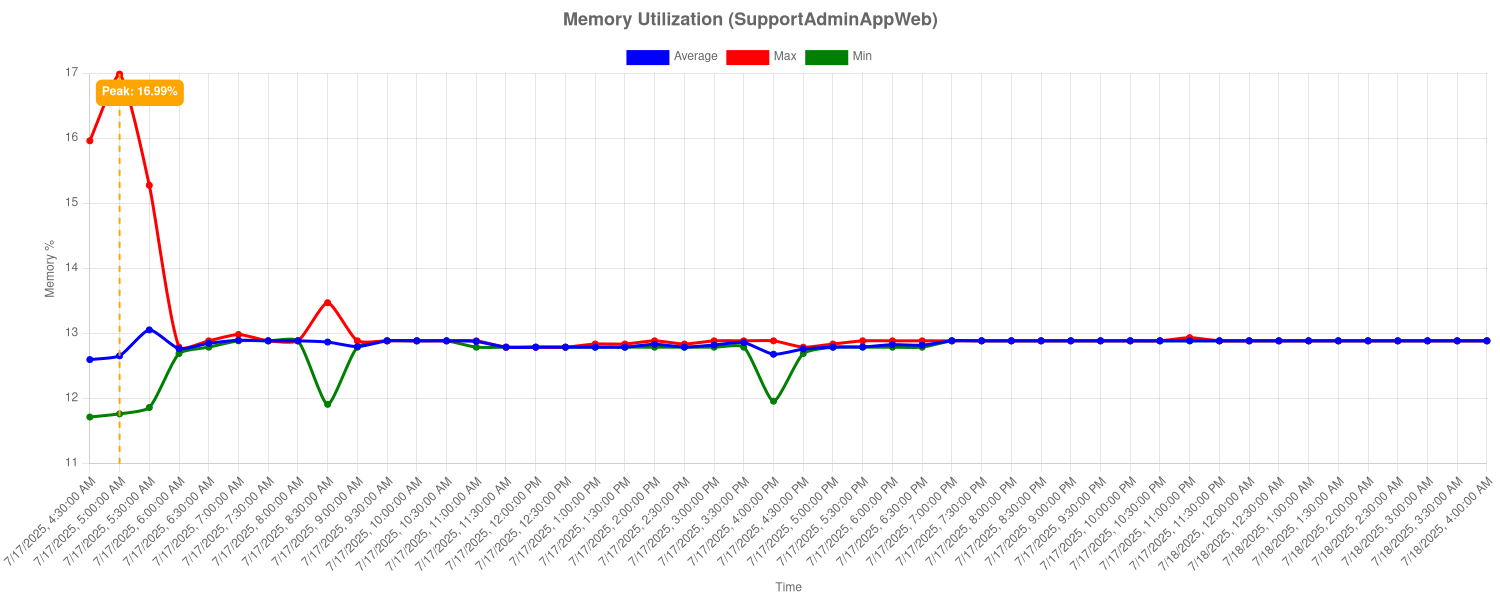 Memory Utilization (SupportAdminAppWeb)
Average Max Min
17
Peak: 16.99%
16
15
14
Memory %
13
12
11
7/17/2025, 4:30:00 AM
7/17/2025, 5:00:00 AM
7/17/2025, 5:30:00 AM
7/17/2025, 6:00:00 AM
7/17/2025, 6:30:00 AM
7/17/2025, 7:00:00 AM
7/17/2025, 7:30:00 AM
7/17/2025, 8:00:00 AM
7/17/2025, 8:30:00 AM
7/17/2025, 9:00:00 AM
7/17/2025, 9:30:00 AM
7/17/2025, 10:00:00 AM
7/17/2025, 10:30:00 AM
7/17/2025, 11:00:00 AM
7/17/2025, 11:30:00 AM
7/17/2025, 12:00:00 PM
7/17/2025, 12:30:00 PM
7/17/2025, 1:00:00 PM
7/17/2025, 1:30:00 PM
7/17/2025, 2:00:00 PM
7/17/2025, 2:30:00 PM
7/17/2025, 3:00:00 PM
7/17/2025, 3:30:00 PM
7/17/2025, 4:00:00 PM
7/17/2025, 4:30:00 PM
7/17/2025, 5:00:00 PM
7/17/2025, 5:30:00 PM
7/17/2025, 6:00:00 PM
7/17/2025, 6:30:00 PM
7/17/2025, 7:00:00 PM
7/17/2025, 7:30:00 PM
7/17/2025, 8:00:00 PM
7/17/2025, 8:30:00 PM
7/17/2025, 9:00:00 PM
7/17/2025, 9:30:00 PM
7/17/2025, 10:00:00 PM
7/17/2025, 10:30:00 PM
7/17/2025, 11:00:00 PM
7/17/2025, 11:30:00 PM
7/18/2025, 12:00:00 AM
7/18/2025, 12:30:00 AM
7/18/2025, 1:00:00 AM
7/18/2025, 1:30:00 AM
7/18/2025, 2:00:00 AM
7/18/2025, 2:30:00 AM
7/18/2025, 3:00:00 AM
7/18/2025, 3:30:00 AM
7/18/2025, 4:00:00 AM
Time